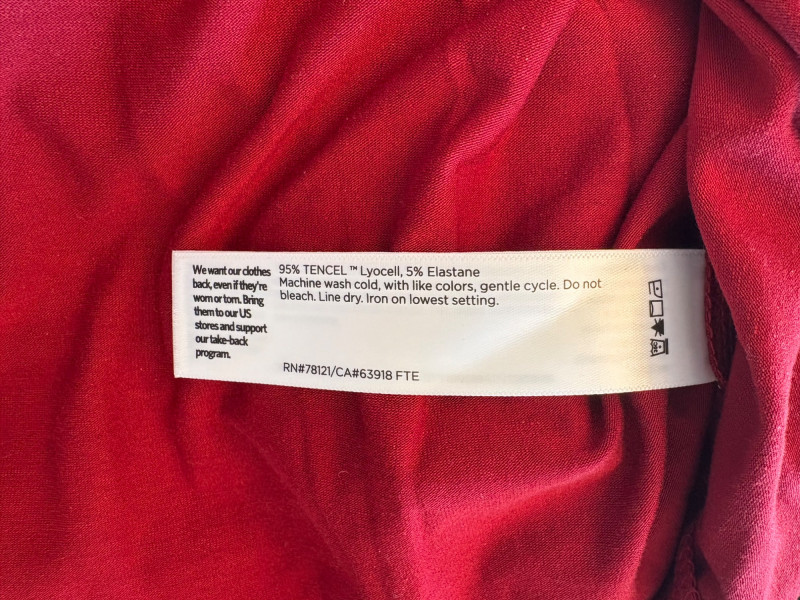 We want our clothes
back, even if they're
worn or torn. Bring
them to our US
stores and support
our take-back
program.
95% TENCEL ™ Lyocell, 5% Elastane
Machine wash cold, with like colors, gentle cycle. Do not
bleach. Line dry. Iron on lowest setting.
RN#78121/CA#63918 FTE